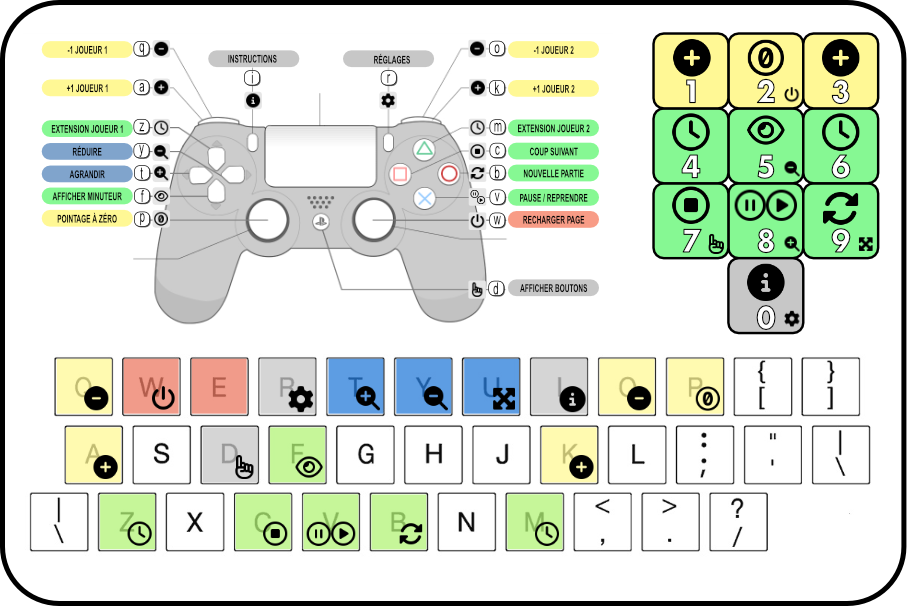 -1 JOUEUR 1 q
+1 JOUEUR 1 a
EXTENSION JOUEUR 1 z
RÉDUIRE y
AGRANDIR t
AFFICHER MINUTEUR f
POINTAGE À ZÉRO p 0
INSTRUCTIONS
i
RÉGLAGES
r
o -1 JOUEUR 2
k +1 JOUEUR 2
m EXTENSION JOUEUR 2
c COUP SUIVANT
b NOUVELLE PARTIE
v PAUSE / REPRENDRE
w RECHARGER PAGE
d AFFICHER BOUTONS
0
1 2 3
4 5 6
7 8 9
i
0
Q W E R T Y U I O P { [ } ]
A S D F G H J K L : ; " ' | \
| \ Z X C V B N M < , > . ? /